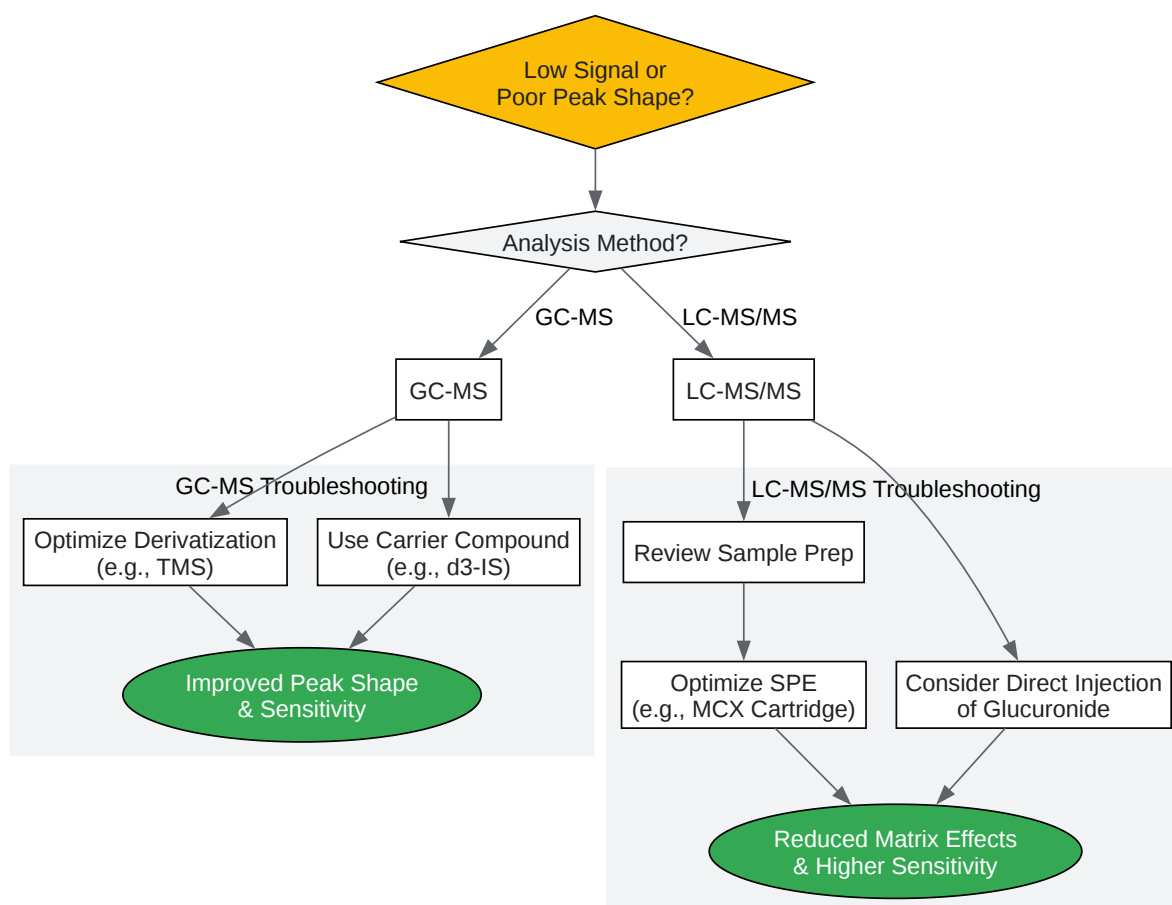 Low Signal or
Poor Peak Shape?
Analysis Method?
GC-MS
LC-MS/MS
GC-MS
LC-MS/MS
GC-MS Troubleshooting
LC-MS/MS Troubleshooting
Optimize Derivatization
(e.g., TMS)
Use Carrier Compound
(e.g., d3-IS)
Review Sample Prep
Improved Peak Shape
& Sensitivity
Optimize SPE
(e.g., MCX Cartridge)
Consider Direct Injection
of Glucuronide
Reduced Matrix Effects
& Higher Sensitivity